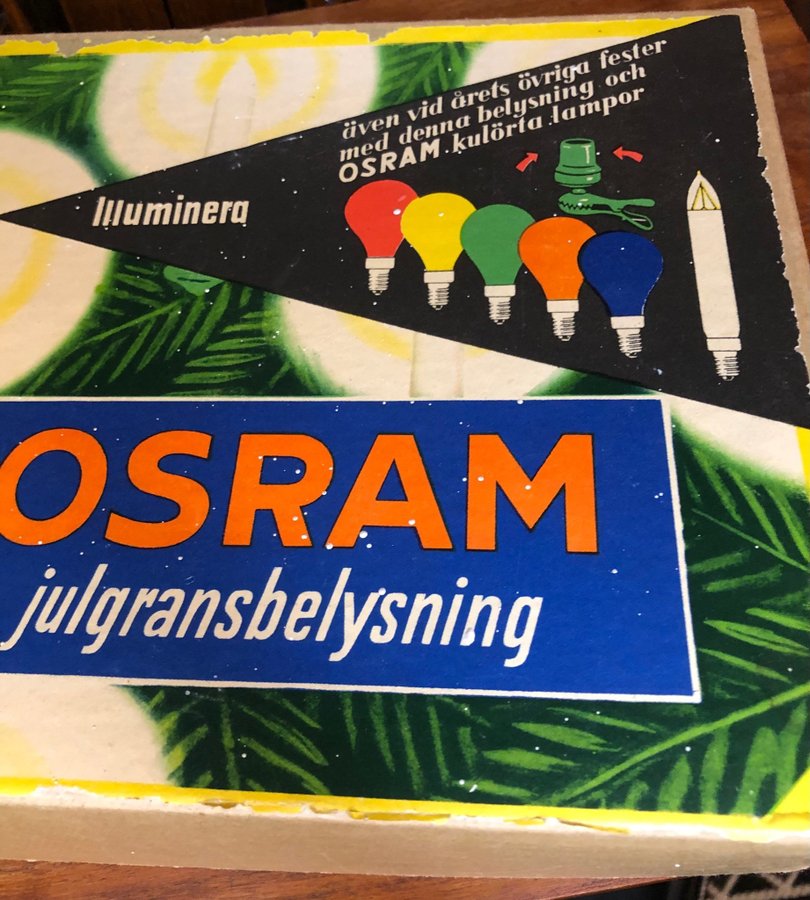 Illuminera
även vid årets övriga fester
med denna belysning och
OSRAM kulörta lampor
OSRAM
julgransbelysning